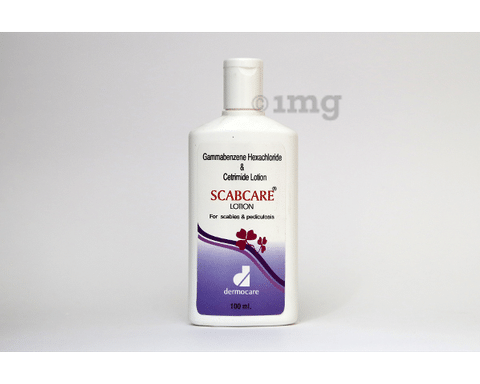 ©1mg
Gammabenzene Hexachloride
&
Cetrimide Lotion
SCABCARE®
LOTION
For scabies & pediculosis
d
dermocare
100 ml.